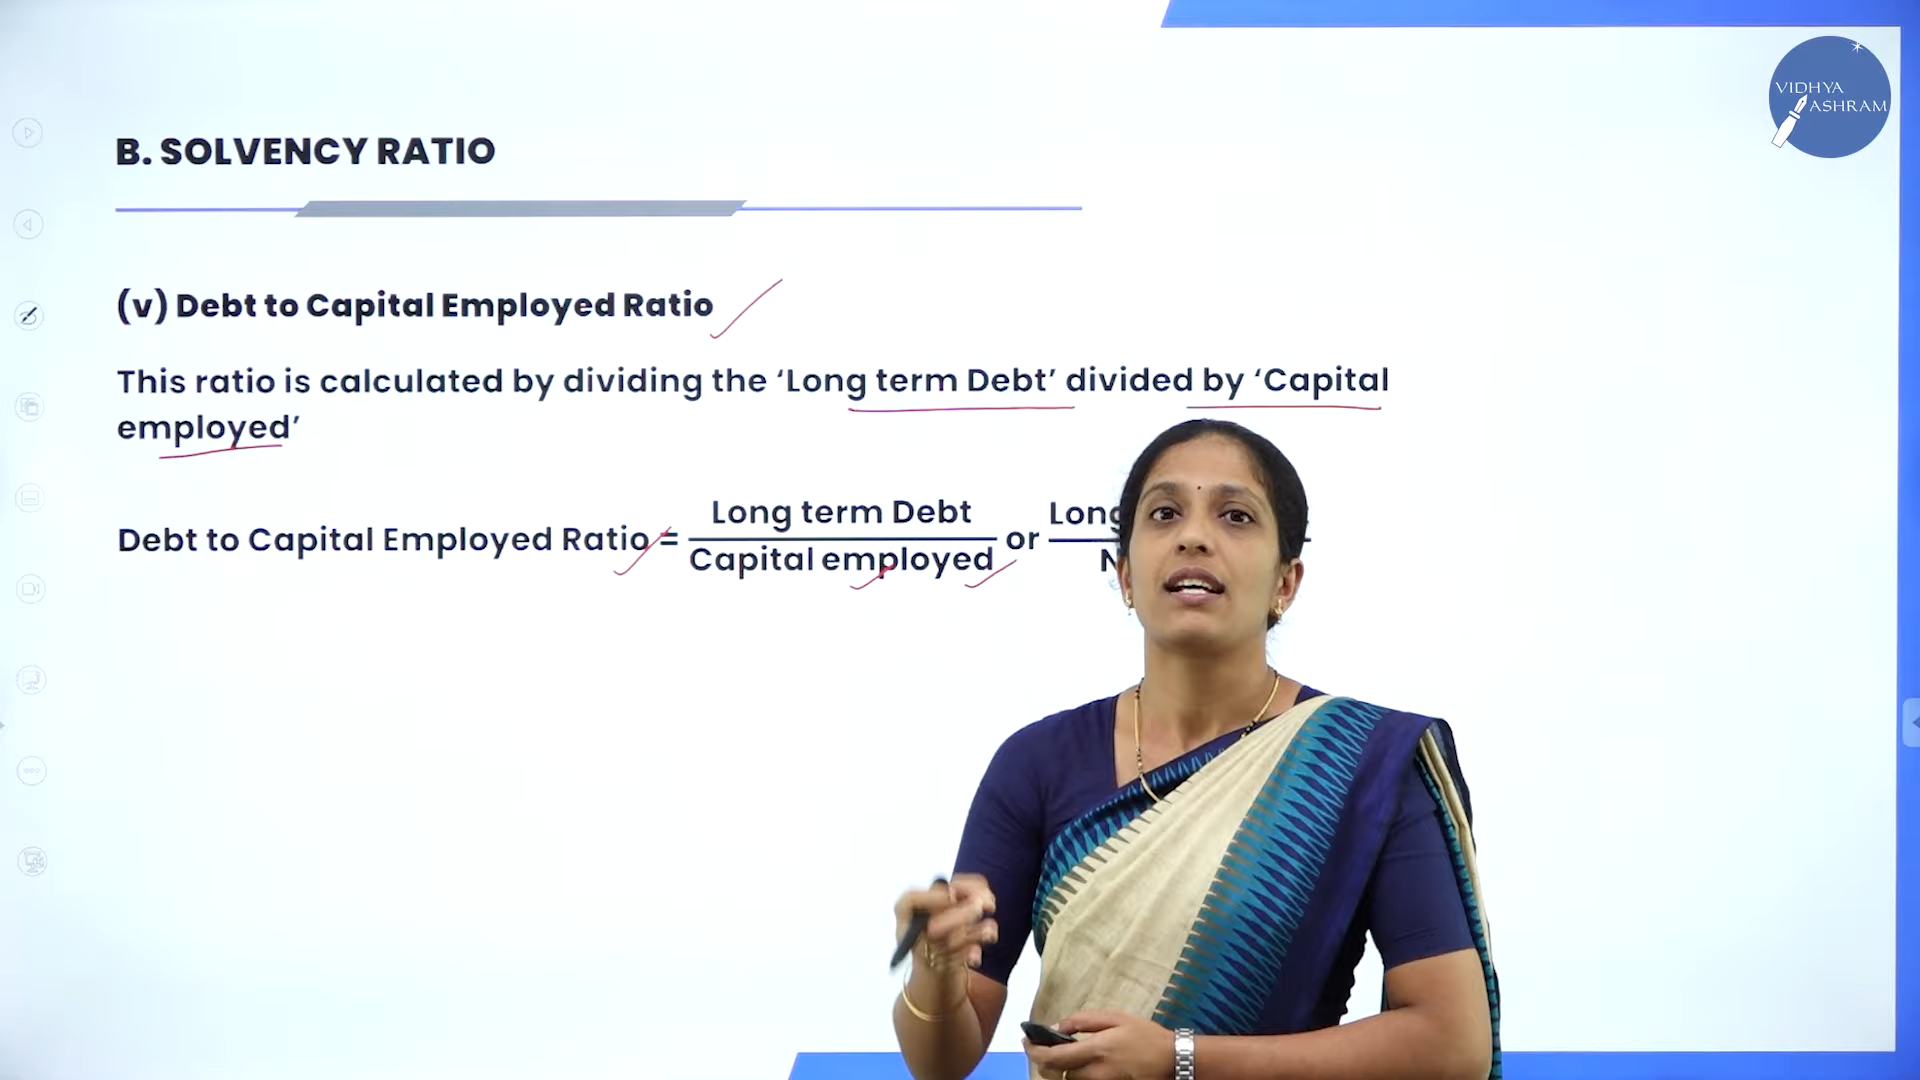 VIDHYA
ASHRAM
B. SOLVENCY RATIO
(v) Debt to Capital Employed Ratio
This ratio is calculated by dividing the ‘Long term Debt’ divided by ‘Capital
employed’
Debt to Capital Employed Ratio = Long term Debt
Capital employed or